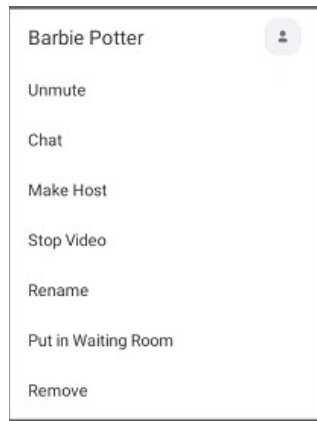 Barbie Potter
Unmute
Chat
Make Host
Stop Video
Rename
Put in Waiting Room
Remove